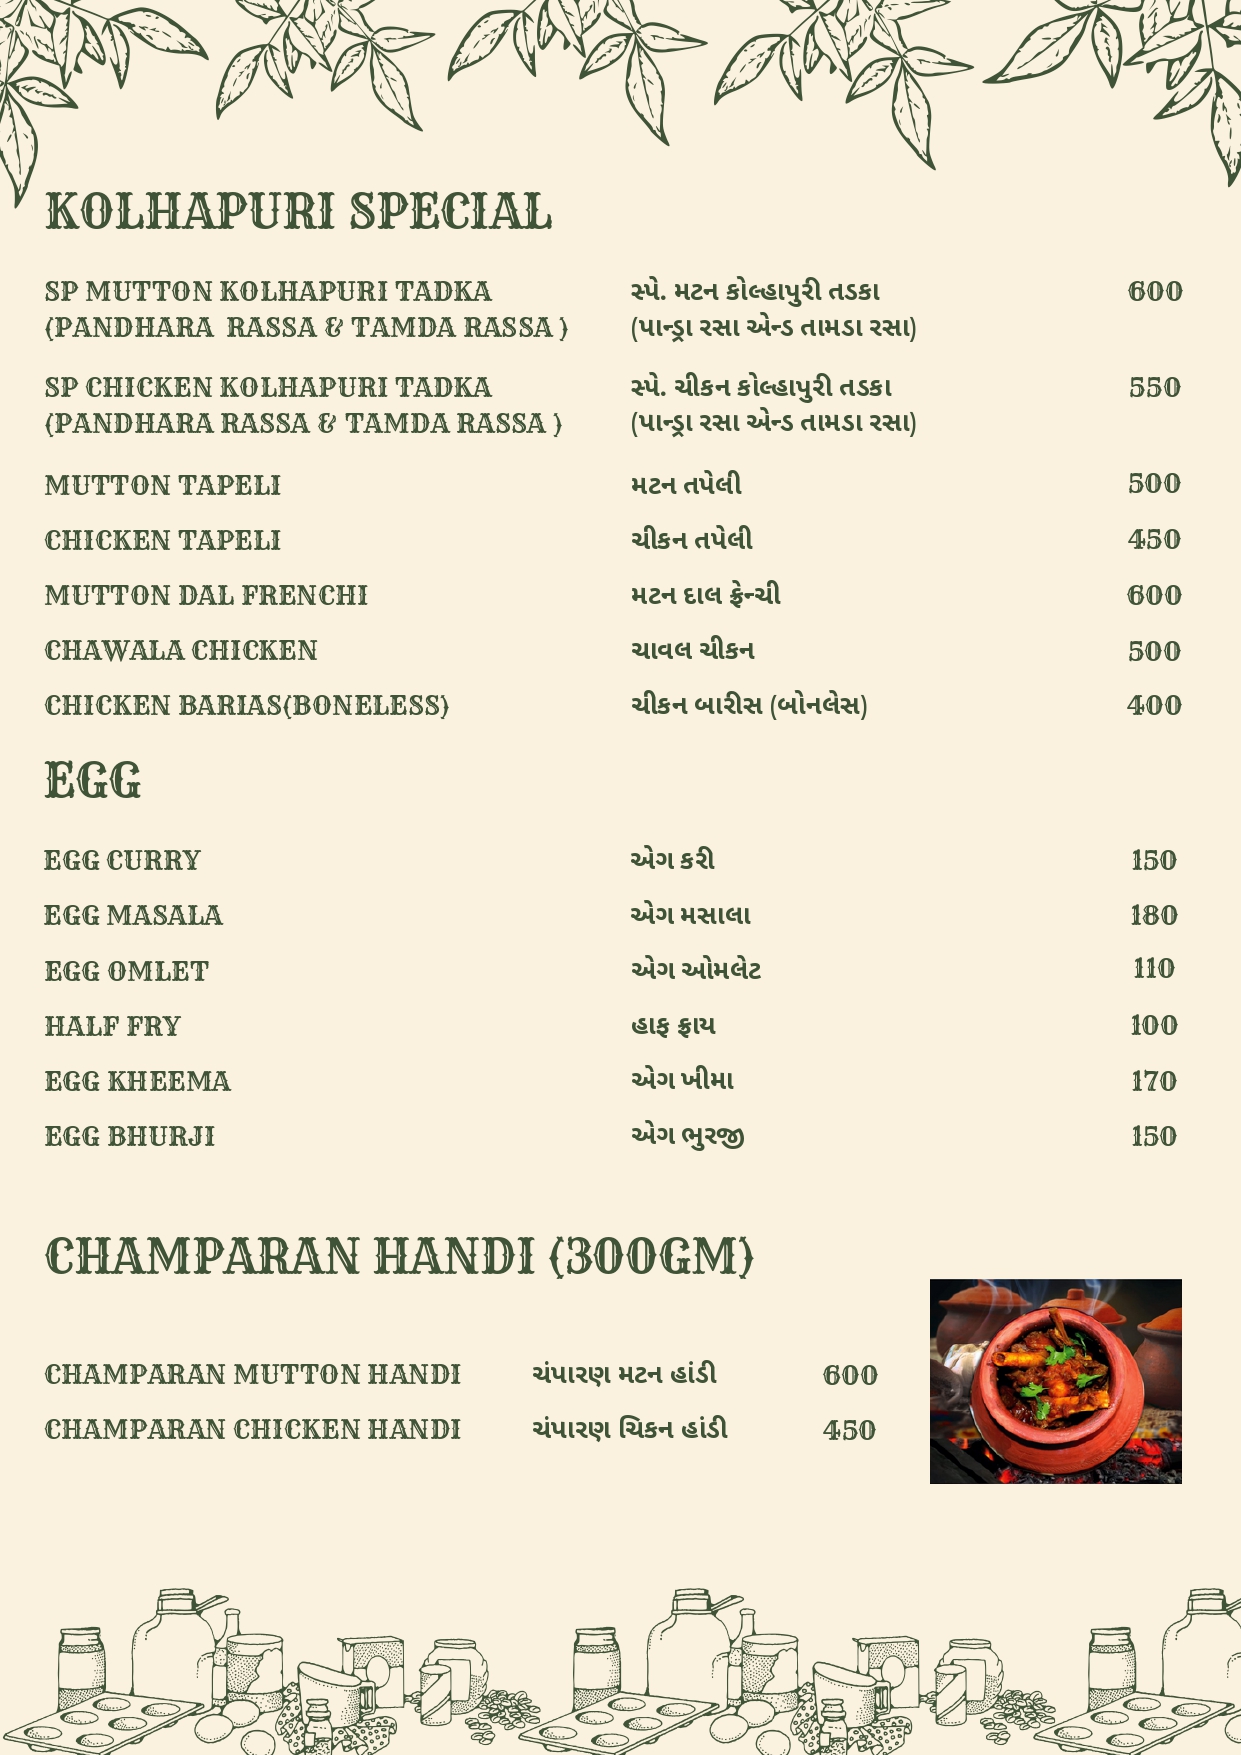 KOLHAPURI SPECIAL
SP MUTTON KOLHAPURI TADKA સ્પે. મટન કોલ્હાપુરી તડકા 600
(PANDHARA RASSA & TAMDA RASSA ) (પાન્ડ્રા રસા એન્ડ તામડા રસા)
SP CHICKEN KOLHAPURI TADKA સ્પે. ચીકન કોલ્હાપુરી તડકા 550
(PANDHARA RASSA & TAMDA RASSA ) (પાન્ડ્રા રસા એન્ડ તામડા રસા)
MUTTON TAPELI મટન તપેલી 500
CHICKEN TAPELI ચીકન તપેલી 450
MUTTON DAL FRENCHI મટન દાલ ફ્રેન્ચી 600
CHAWALA CHICKEN ચાવલ ચીકન 500
CHICKEN BARIAS(BONELESS) ચીકન બારીસ (બોનલેસ) 400
EGG
EGG CURRY એગ કરી 150
EGG MASALA એગ મસાલા 180
EGG OMLET એગ ઓમલેટ 110
HALF FRY હાફ ફ્રાય 100
EGG KHEEMA એગ ખીમા 170
EGG BHURJI એગ ભુરજી 150
CHAMPARAN HANDI (300GM)
CHAMPARAN MUTTON HANDI ચંપારણ મટન હાંડી 600
CHAMPARAN CHICKEN HANDI ચંપારણ ચિકન હાંડી 450